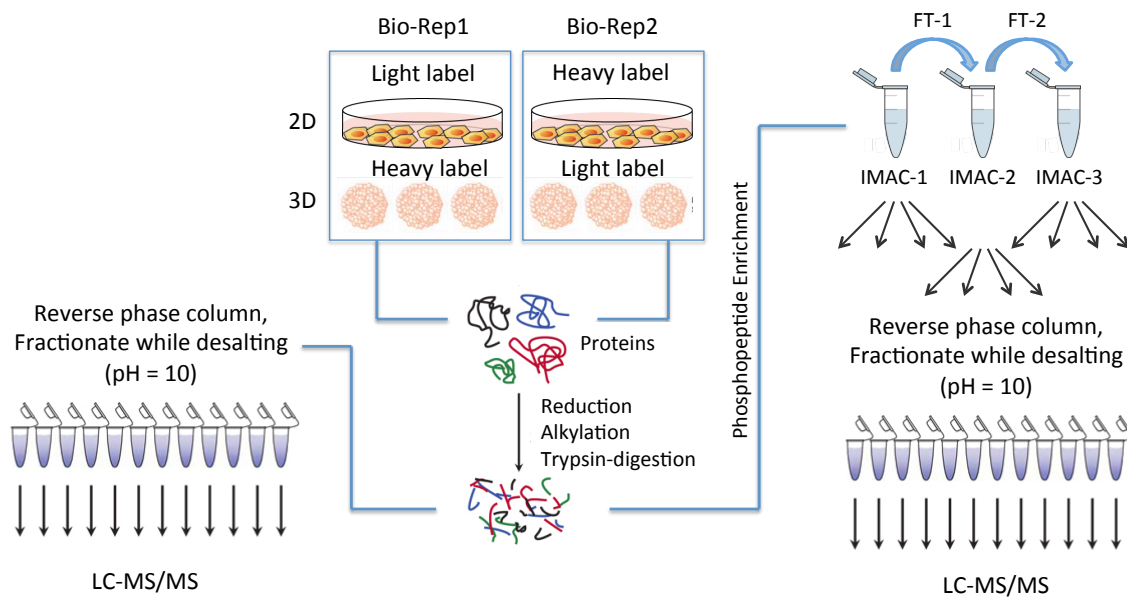 Bio-Rep1
Bio-Rep2
Light label
Heavy label
2D
Heavy label
Light label
3D
Proteins
Reduction
Alkylation
Trypsin-digestion
Reverse phase column,
Fractionate while desalting
(pH = 10)
LC-MS/MS
Phosphopeptide Enrichment
FT-1
FT-2
IMAC-1
IMAC-2
IMAC-3
Reverse phase column,
Fractionate while desalting
(pH = 10)
LC-MS/MS